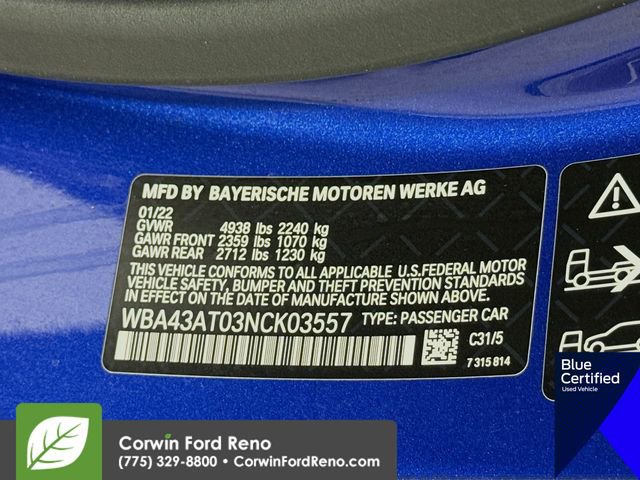 MFD BY BAYERISCHE MOTOREN WERKE AG
01/22
GVWR 4938 lbs 2240 kg
GAWR FRONT 2359 lbs 1070 kg
GAWR REAR 2712 lbs 1230 kg
THIS VEHICLE CONFORMS TO ALL APPLICABLE U.S.FEDERAL MOTOR
VEHICLE SAFETY, BUMPER, AND THEFT PREVENTION STANDARDS
IN EFFECT ON THE DATE OF MANUFACTURE SHOWN ABOVE.
WBA43AT03NCK03557 TYPE: PASSENGER CAR
C31/5
7 315 814
Blue
Certified
Used Vehicle
Corwin Ford Reno
(775) 329-8800 • CorwinFordReno.com